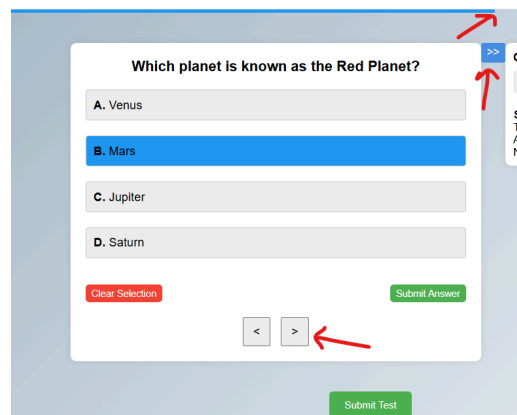 >>
Which planet is known as the Red Planet?
A. Venus
B. Mars
C. Jupiter
D. Saturn
Clear Selection
Submit Answer
< >
Submit Test